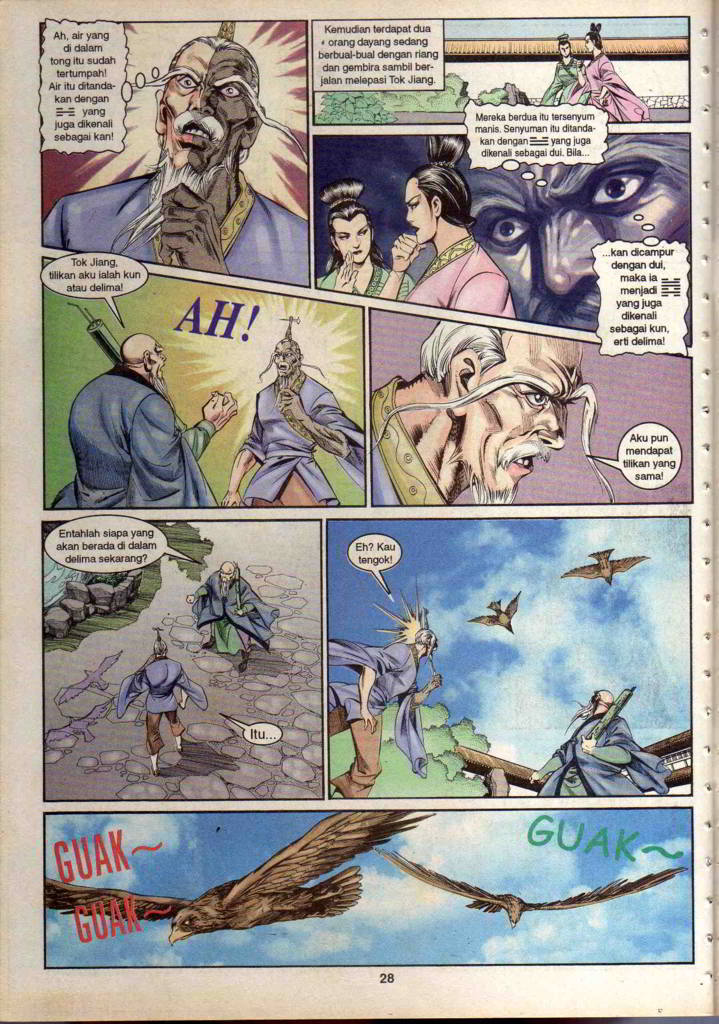 Ah, air yang
di dalam
tong itu sudah
tertumpah!
Air itu ditanda-
kan dengan
☵ yang
juga dikenali
sebagai kan!
Kemudian terdapat dua
orang dayang sedang
berbual-bual dengan riang
dan gembira sambil ber-
jalan melepasi Tok Jiang.
Mereka berdua itu tersenyum
manis. Senyuman itu ditanda-
kan dengan ☱ yang juga
dikenali sebagai dui. Bila...
...kan dicampur
dengan dui,
maka ia
menjadi
yang juga
dikenali
sebagai kun,
erti delima!
Tok Jiang,
tilikan aku ialah kun
atau delima!
AH!
Aku pun
mendapat
tilikan yang
sama!
Entahlah siapa yang
akan berada di dalam
delima sekarang?
Itu...
Eh? Kau
tengok!
GUAK~
GUAK~
GUAK~
28